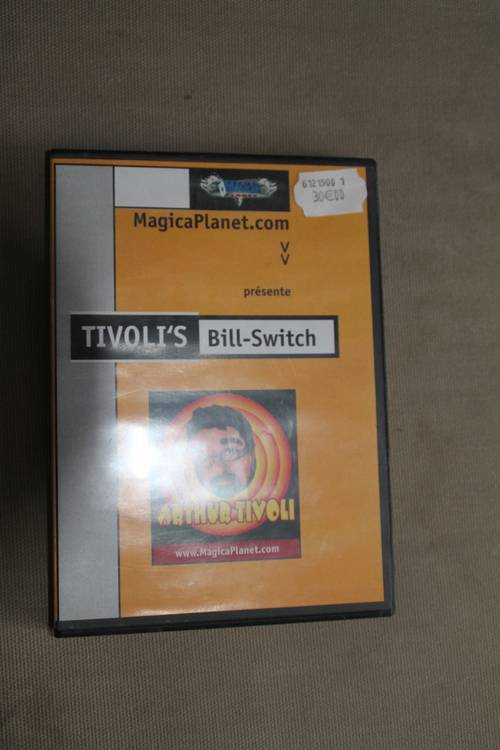 6121500 1
30€00
MagicaPlanet.com
V
V
présente
TIVOLI'S Bill-Switch
ARTHUR TIVOLI
www.MagicaPlanet.com